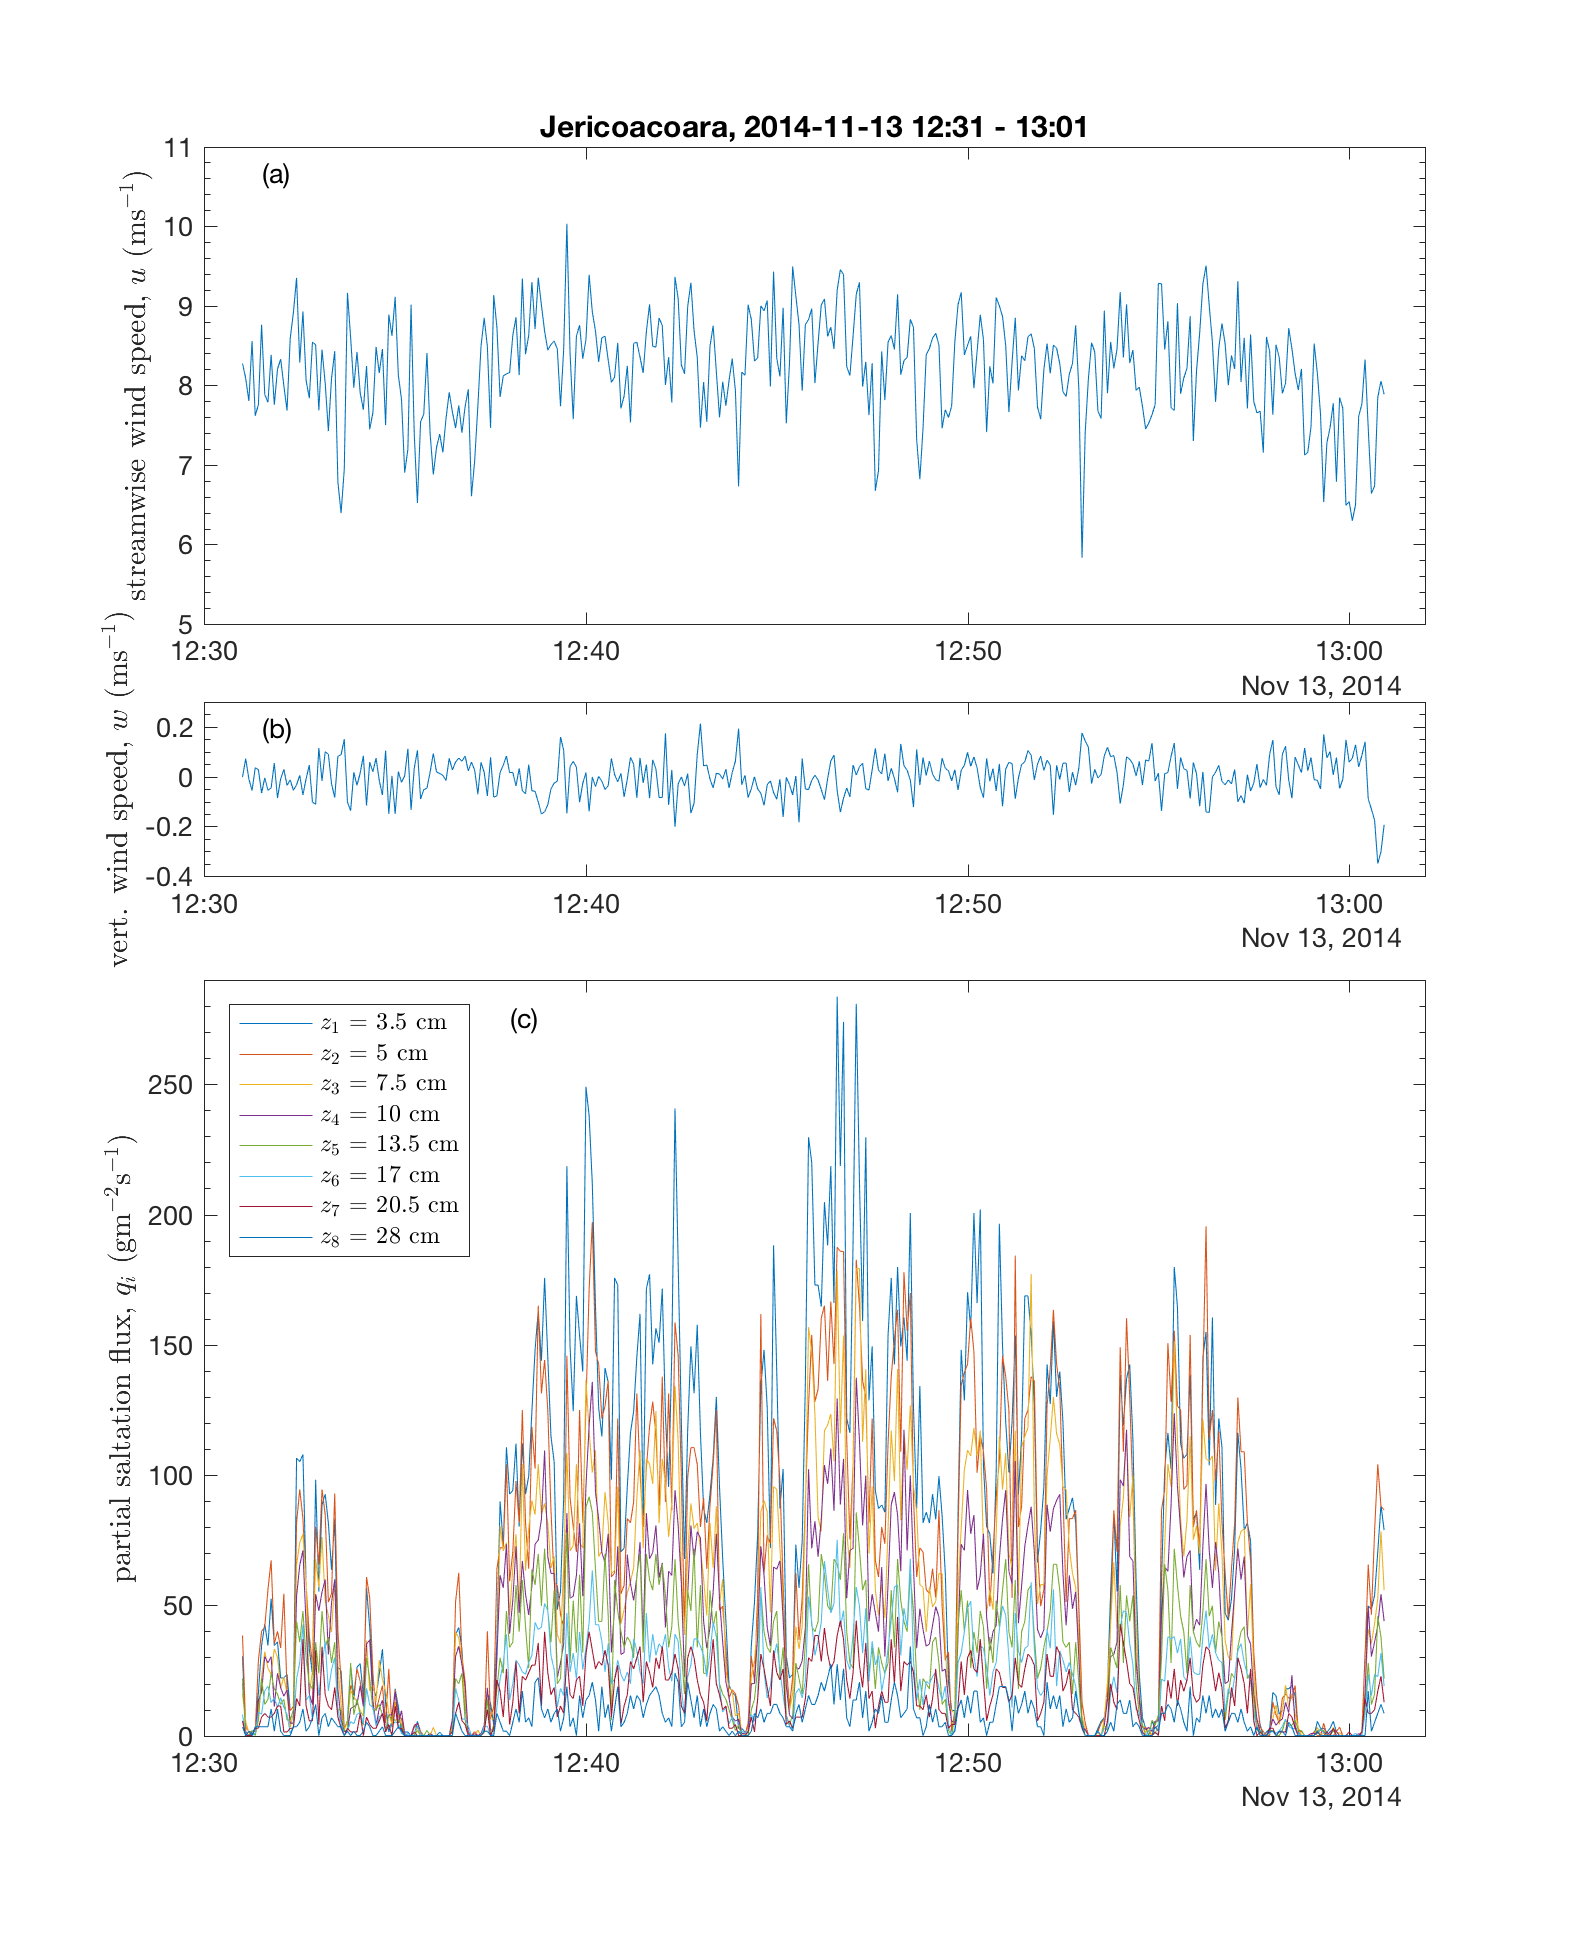 Jericoacoara, 2014-11-13 12:31 - 13:01
(a)
streamwise wind speed, u (ms⁻¹)
11
10
9
8
7
6
5
12:30 12:40 12:50 13:00
Nov 13, 2014
(b)
vert. wind speed, w (ms⁻¹)
0.2
0
-0.2
-0.4
12:30 12:40 12:50 13:00
Nov 13, 2014
(c)
partial saltation flux, qᵢ (gm⁻²s⁻¹)
z₁ = 3.5 cm
z₂ = 5 cm
z₃ = 7.5 cm
z₄ = 10 cm
z₅ = 13.5 cm
z₆ = 17 cm
z₇ = 20.5 cm
z₈ = 28 cm
250
200
150
100
50
0
12:30 12:40 12:50 13:00
Nov 13, 2014